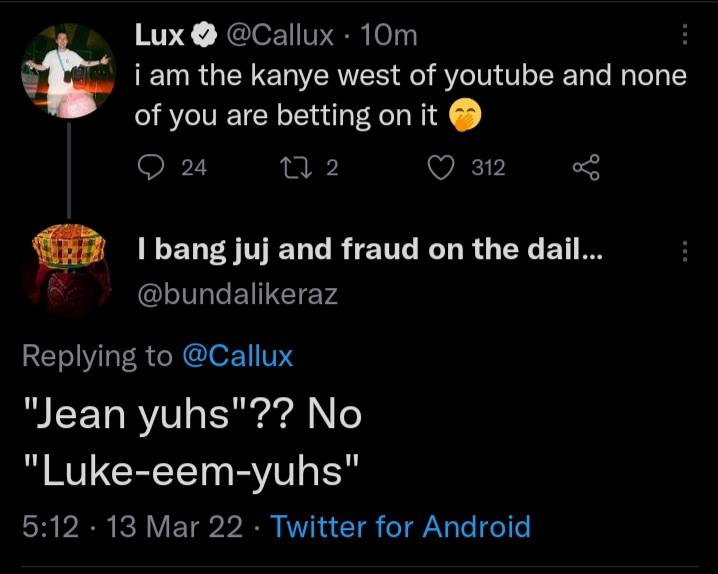 Lux @Callux · 10m
i am the kanye west of youtube and none
of you are betting on it 🤭
24 2 312
I bang juj and fraud on the dail...
@bundalikeraz
Replying to @Callux
"Jean yuhs"?? No
"Luke-eem-yuhs"
5:12 · 13 Mar 22 · Twitter for Android